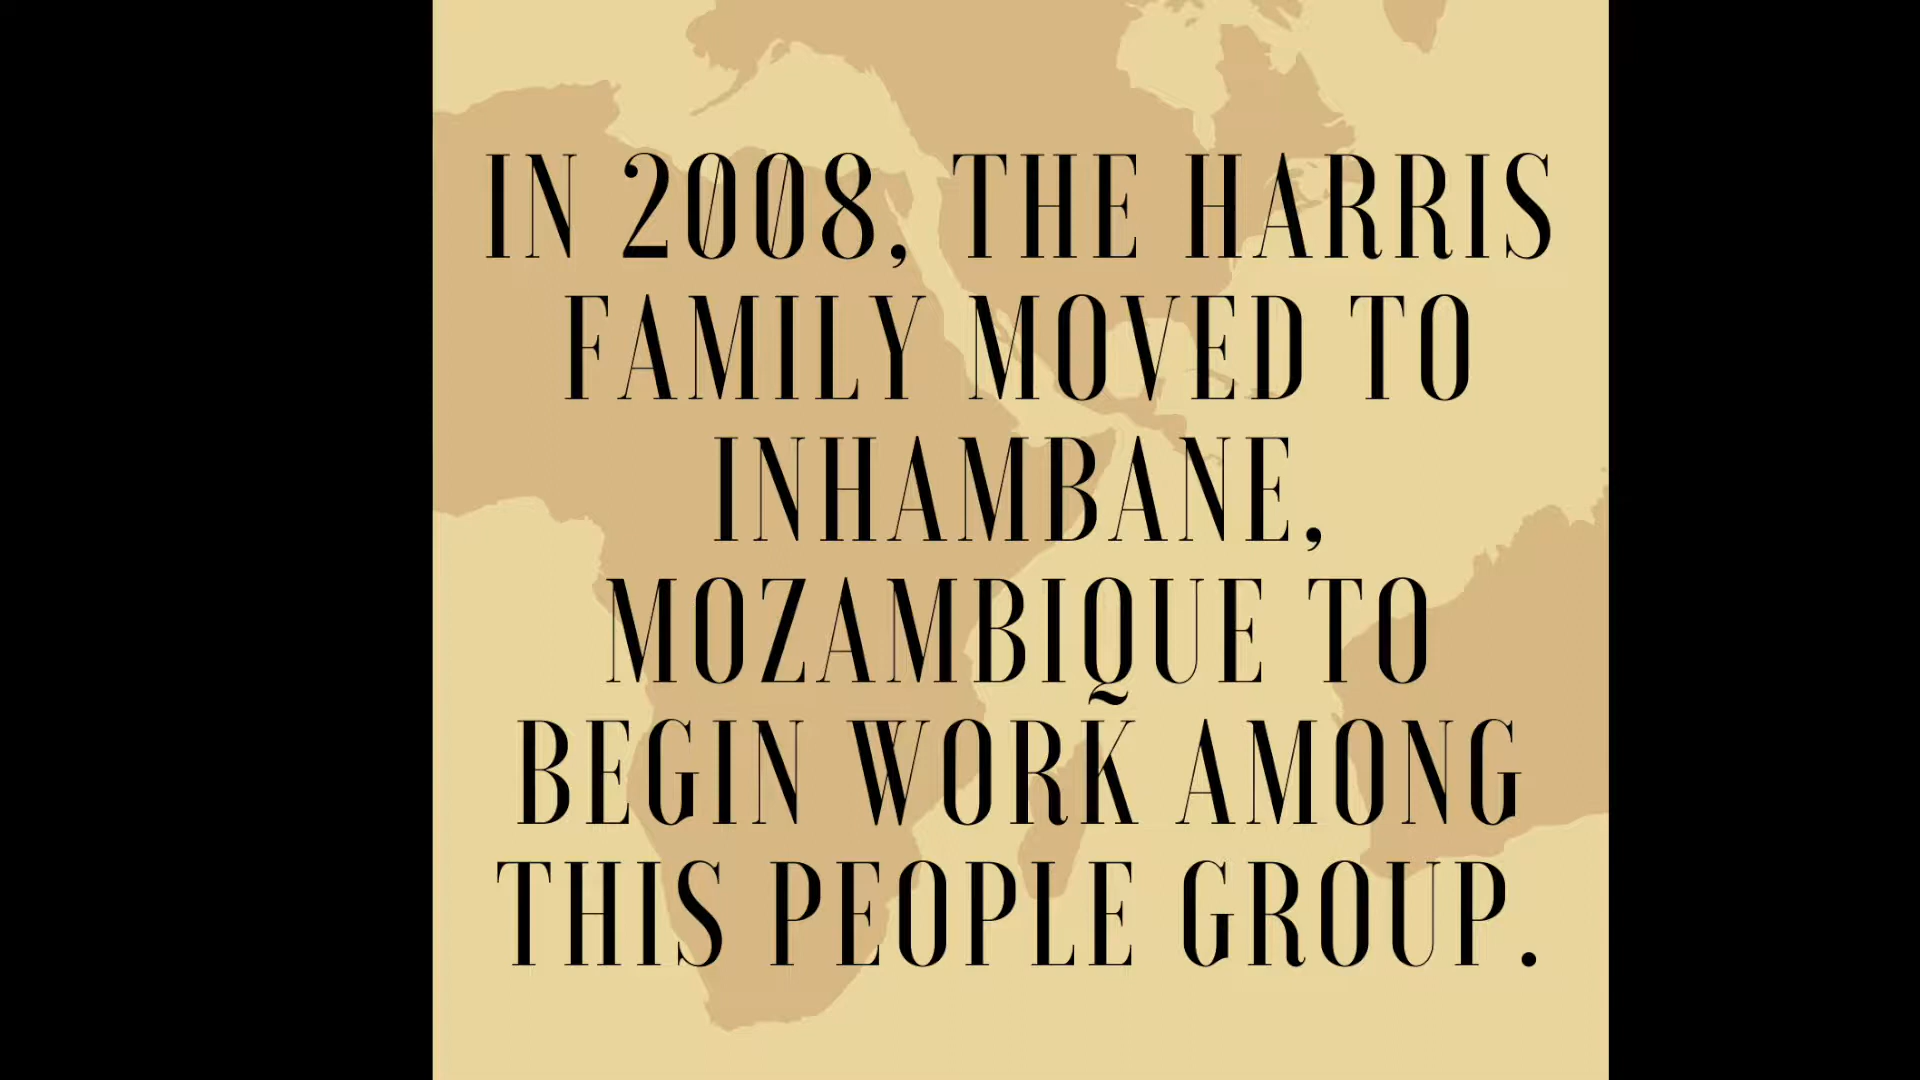 IN 2008, THE HARRIS
FAMILY MOVED TO
INHAMBANE,
MOZAMBIQUE TO
BEGIN WORK AMONG
THIS PEOPLE GROUP.